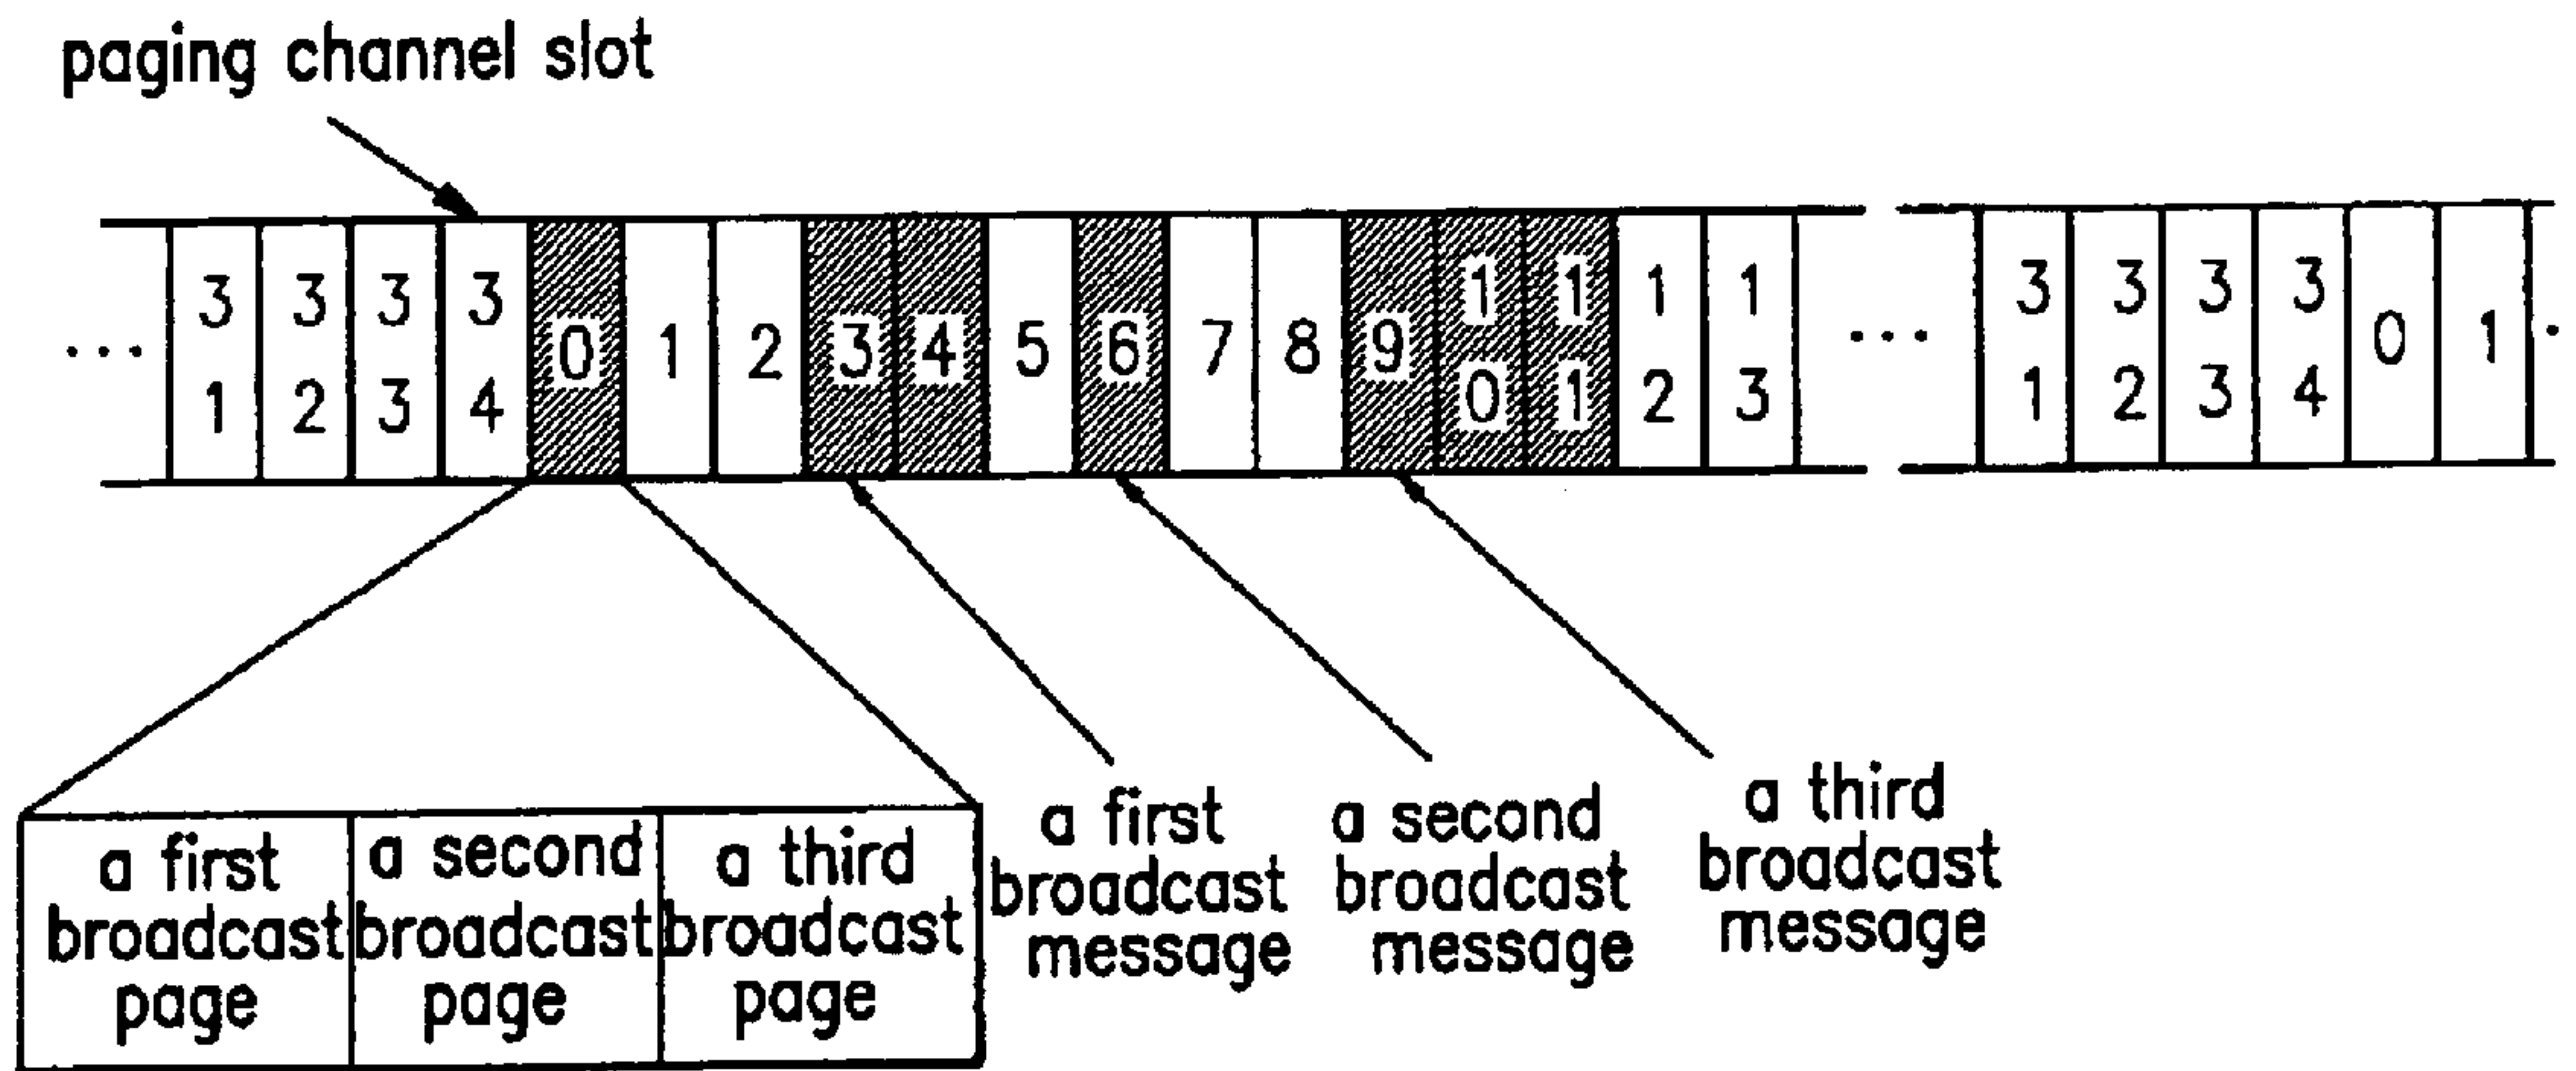 paging channel slot
... 3 3 3 3 0 1 2 3 4 5 6 7 8 9 1 1 1 1 ... 3 3 3 3 0 1 .
1 2 3 4 0 1 2 3 1 2 3 4
a first
broadcast
page
a second
broadcast
page
a third
broadcast
page
a first
broadcast
message
a second
broadcast
message
a third
broadcast
message